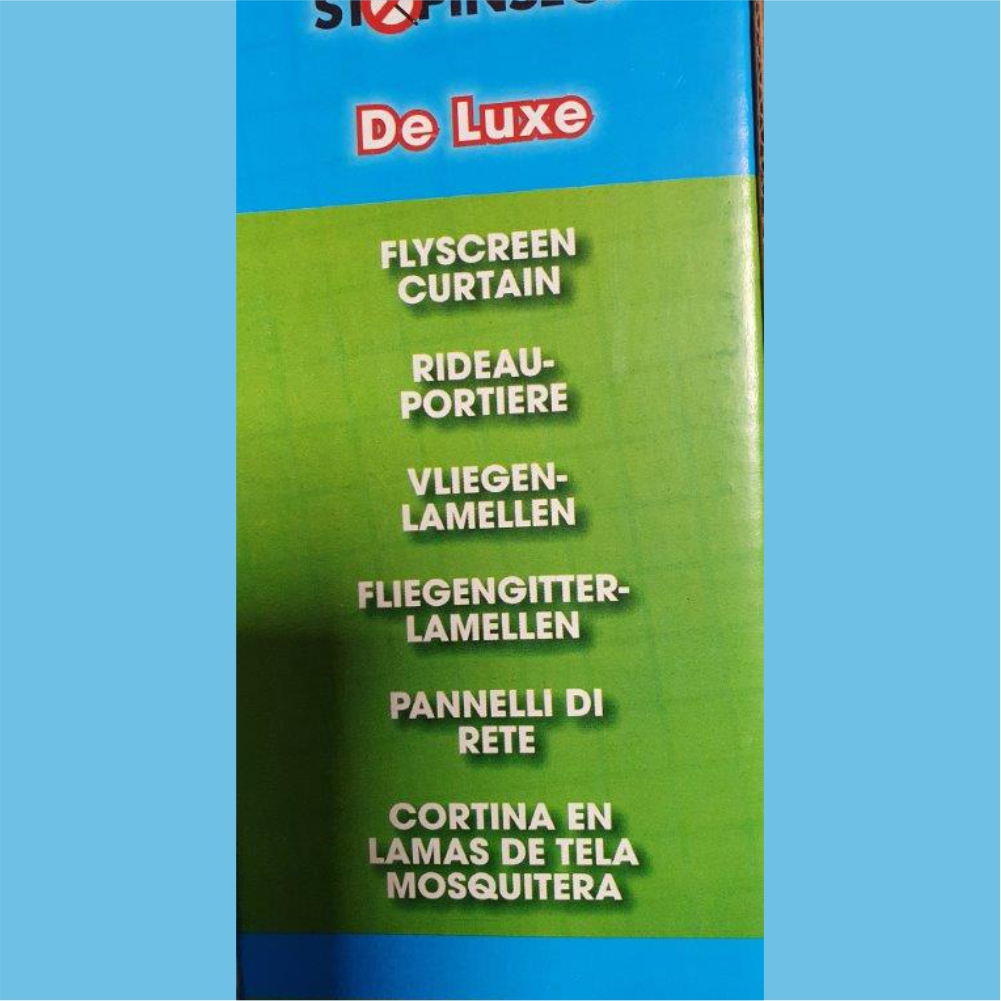 De Luxe
FLYSCREEN
CURTAIN
RIDEAU-
PORTIERE
VLIEGEN-
LAMELLEN
FLIEGENGITTER-
LAMELLEN
PANNELLI DI
RETE
CORTINA EN
LAMAS DE TELA
MOSQUITERA